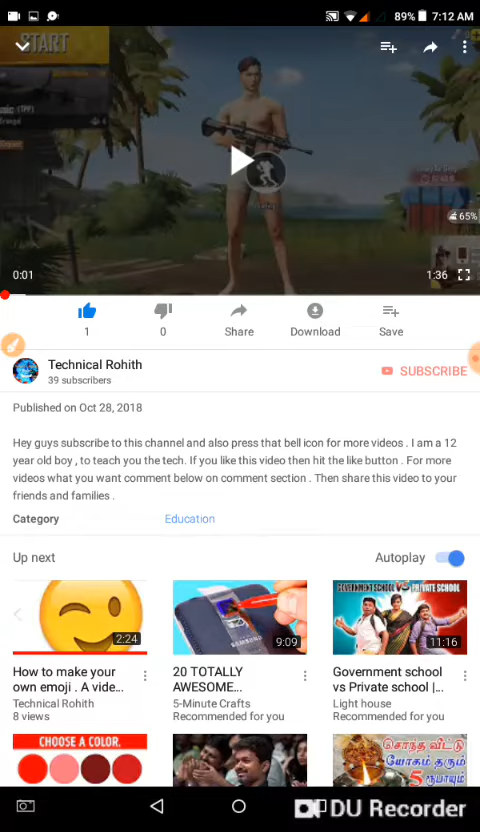 89% 7:12 AM
START
65%
0:01
1:36
1
0
Share
Download
Save
Technical Rohith
39 subscribers
SUBSCRIBE
Published on Oct 28, 2018
Hey guys subscribe to this channel and also press that bell icon for more videos . I am a 12
year old boy , to teach you the tech. If you like this video then hit the like button . For more
videos what you want comment below on comment section . Then share this video to your
friends and families .
Category
Education
Up next
Autoplay
2:24
SAMSUNG
9:09
GOVERNMENT SCHOOL VS PRIVATE SCHOOL
11:16
How to make your
own emoji . A vide...
Technical Rohith
8 views
20 TOTALLY
AWESOME...
5-Minute Crafts
Recommended for you
Government school
vs Private school |...
Light house
Recommended for you
CHOOSE A COLOR.
சொந்த வீட்டு
யோகம் தரும்
5 ரூபாயும்
DU Recorder